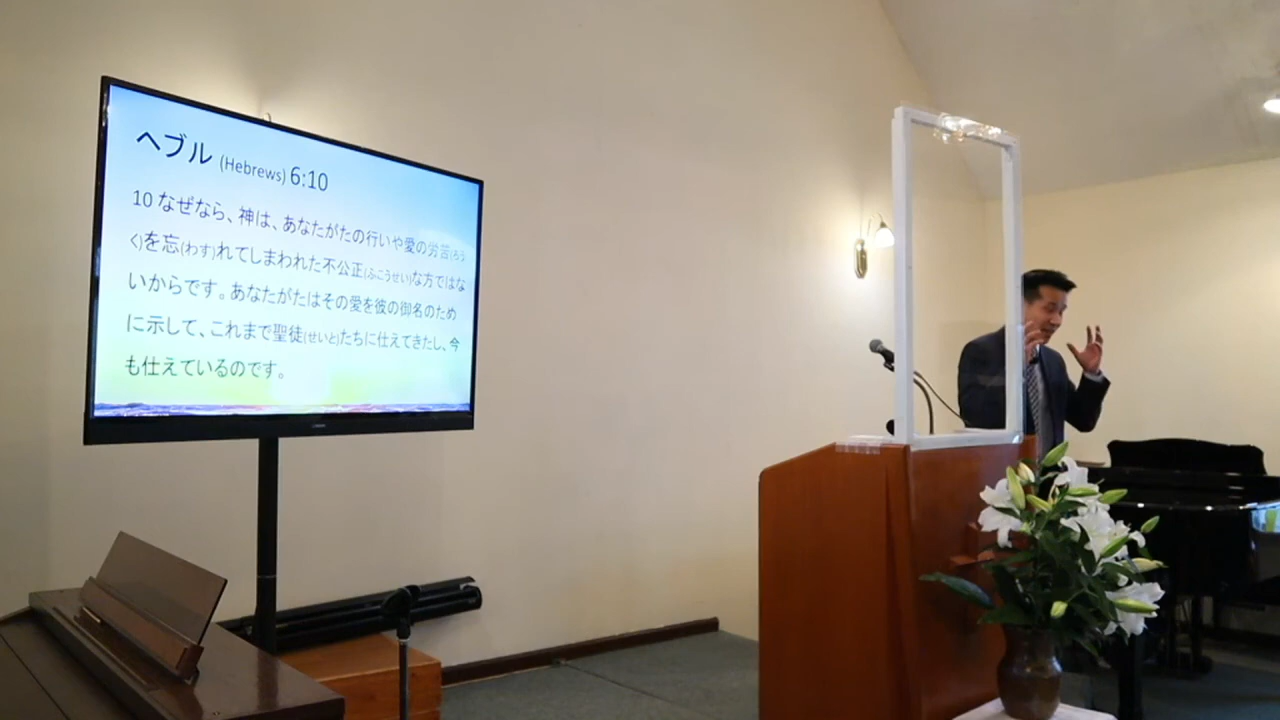 ヘブル (Hebrews) 6:10
10 なぜなら、神は、あなたがたの行いや愛の労苦(ろう
く)を忘(わす)れてしまわれた不公正(ふこうせい)な方ではな
いからです。あなたがたはその愛を彼の御名のため
に示して、これまで聖徒(せいと)たちに仕えてきたし、今
も仕えているのです。